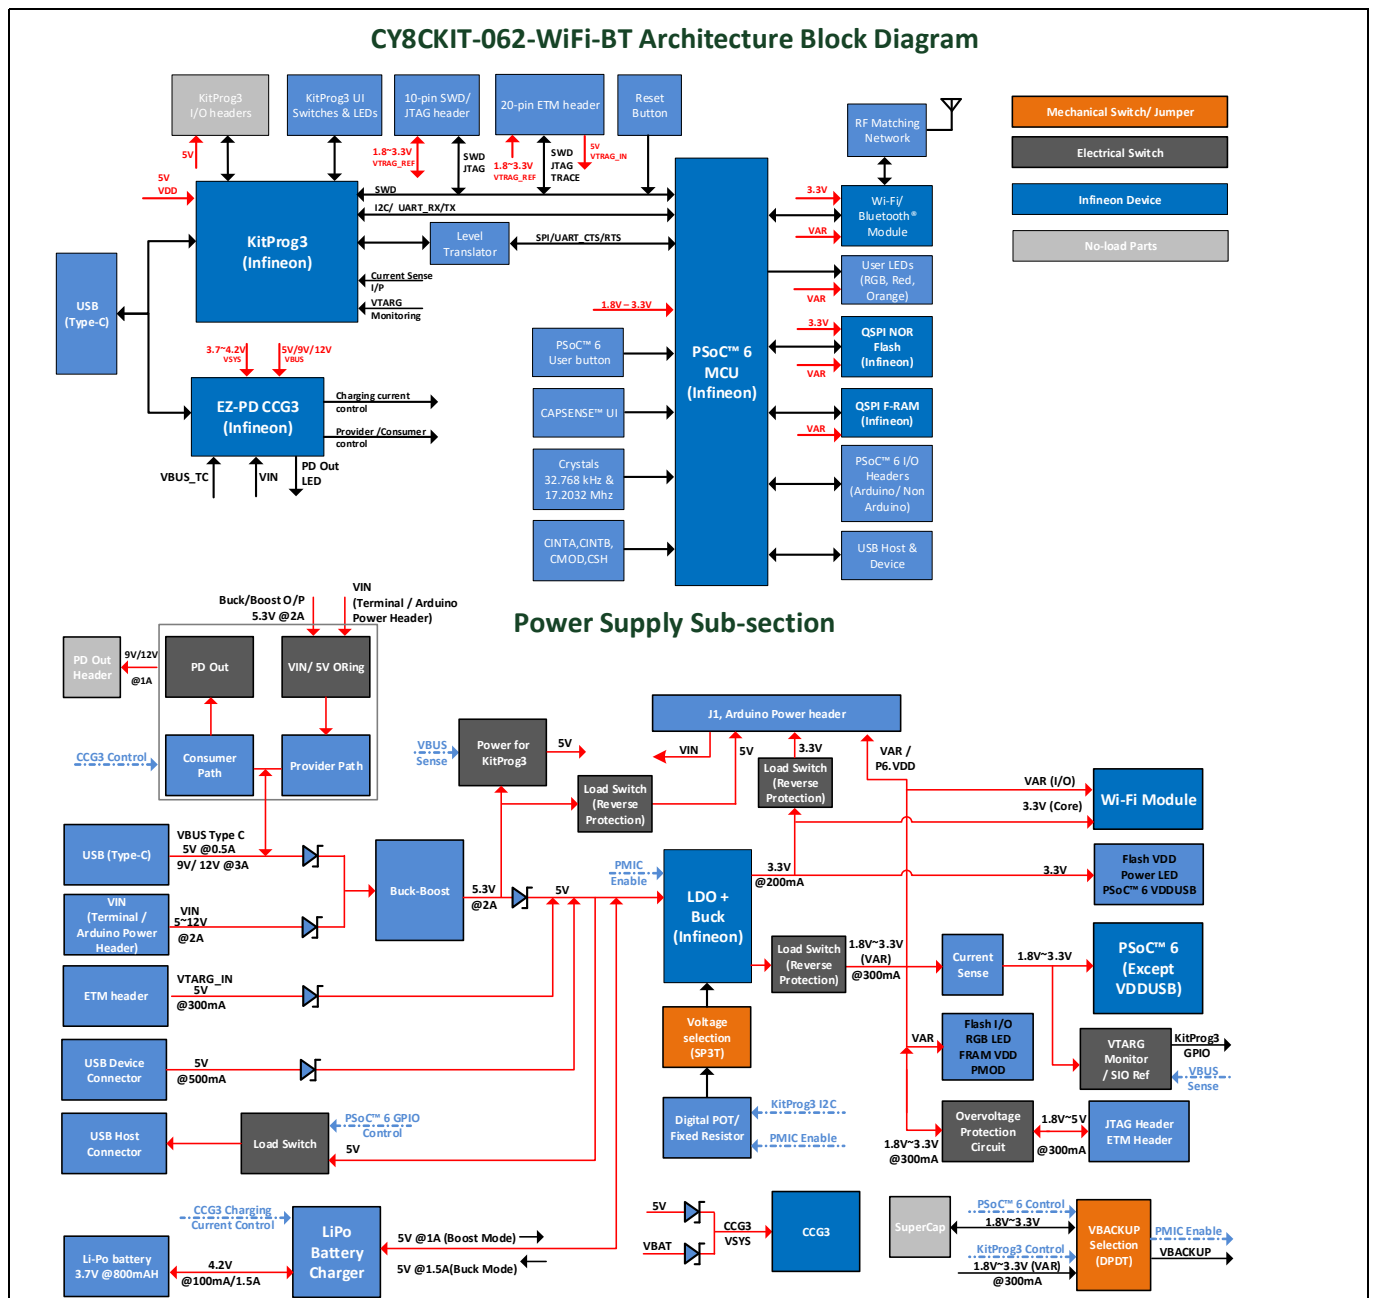 CY8CKIT-062-WiFi-BT Architecture Block Diagram
KitProg3
I/O headers
KitProg3 UI
Switches & LEDs
10-pin SWD/
JTAG header
20-pin ETM header
Reset
Button
RF Matching
Network
Mechanical Switch/ Jumper
Electrical Switch
Infineon Device
No-load Parts
5V
1.8~3.3V
VTRAG_REF
SWD
JTAG
1.8~3.3V
VTRAG_REF
SWD
JTAG
TRACE
5V
VTRAG_IN
5V
VDD
KitProg3
(Infineon)
SWD
I2C/ UART_RX/TX
Level
Translator
SPI/UART_CTS/RTS
Current Sense
I/P
VTARG
Monitoring
USB
(Type-C)
3.7~4.2V
VSYS
5V/9V/12V
VBUS
EZ-PD CCG3
(Infineon)
Charging current
control
Provider /Consumer
control
VBUS_TC
VIN
PD Out
LED
1.8V – 3.3V
PSoC™ 6
User button
CAPSENSE™ UI
Crystals
32.768 kHz &
17.2032 Mhz
CINTA,CINTB,
CMOD,CSH
PSoC™ 6
MCU
(Infineon)
3.3V
VAR
Wi-Fi/
Bluetooth®
Module
User LEDs
(RGB, Red,
Orange)
VAR
3.3V
QSPI NOR
Flash
(Infineon)
VAR
QSPI F-RAM
(Infineon)
VAR
PSoC™ 6 I/O
Headers
(Arduino/ Non
Arduino)
USB Host &
Device
Power Supply Sub-section
Buck/Boost O/P
5.3V @2A
VIN
(Terminal / Arduino
Power Header)
PD Out
Header
9V/12V
@1A
PD Out
VIN/ 5V ORing
CCG3 Control
Consumer
Path
Provider Path
VBUS
Sense
Power for
KitProg3
5V
J1, Arduino Power header
VIN
5V
3.3V
VAR /
P6.VDD
Load Switch
(Reverse
Protection)
Load Switch
(Reverse
Protection)
VAR (I/O)
3.3V (Core)
Wi-Fi Module
USB (Type-C)
VBUS Type C
5V @0.5A
9V/ 12V @3A
VIN
(Terminal /
Arduino Power
Header)
VIN
5~12V
@2A
Buck-Boost
5.3V
@2A
5V
PMIC
Enable
LDO +
Buck
(Infineon)
3.3V
@200mA
3.3V
Flash VDD
Power LED
PSoC™ 6 VDDUSB
Load Switch
(Reverse
Protection)
1.8V~3.3V
(VAR)
@300mA
Current
Sense
1.8V~3.3V
PSoC™ 6
(Except
VDDUSB)
ETM header
VTARG_IN
5V
@300mA
Voltage
selection
(SP3T)
VAR
Flash I/O
RGB LED
FRAM VDD
PMOD
VTARG
Monitor
/ SIO Ref
KitProg3
GPIO
VBUS
Sense
USB Device
Connector
5V
@500mA
USB Host
Connector
Load Switch
PSoC™ 6 GPIO
Control
5V
Digital POT/
Fixed Resistor
KitProg3 I2C
PMIC Enable
1.8V~3.3V
@300mA
Overvoltage
Protection
Circuit
1.8V~5V
@300mA
JTAG Header
ETM Header
CCG3 Charging
Current Control
Li-Po battery
3.7V @800mAH
4.2V
@100mA/1.5A
LiPo
Battery
Charger
5V @1A (Boost Mode)
5V @1.5A(Buck Mode)
5V
VBAT
CCG3
VSYS
CCG3
SuperCap
PSoC™ 6 Control
1.8V~3.3V
KitProg3 Control
1.8V~3.3V (VAR)
@300mA
VBACKUP
Selection
(DPDT)
PMIC Enable
VBACKUP